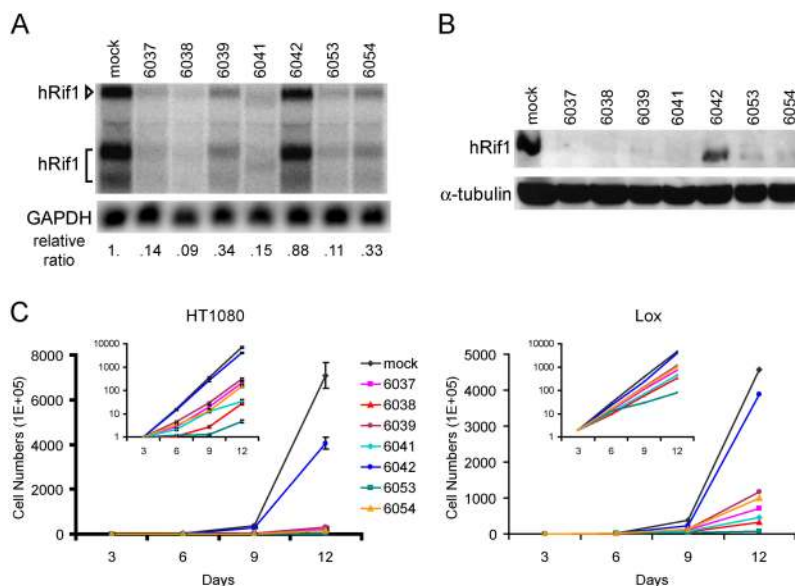 A
mock
6037
6038
6039
6041
6042
6053
6054
hRif1
hRif1
GAPDH
relative
ratio
1. .14 .09 .34 .15 .88 .11 .33
B
mock
6037
6038
6039
6041
6042
6053
6054
hRif1
α-tubulin
C
HT1080
Cell Numbers (1E+05)
8000
6000
4000
2000
0
10000
1000
100
10
1
3 6 9 12
mock
6037
6038
6039
6041
6042
6053
6054
3 6 9 12
Days
Lox
Cell Numbers (1E+05)
5000
4000
3000
2000
1000
0
10000
1000
100
10
1
3 6 9 12
3 6 9 12
Days